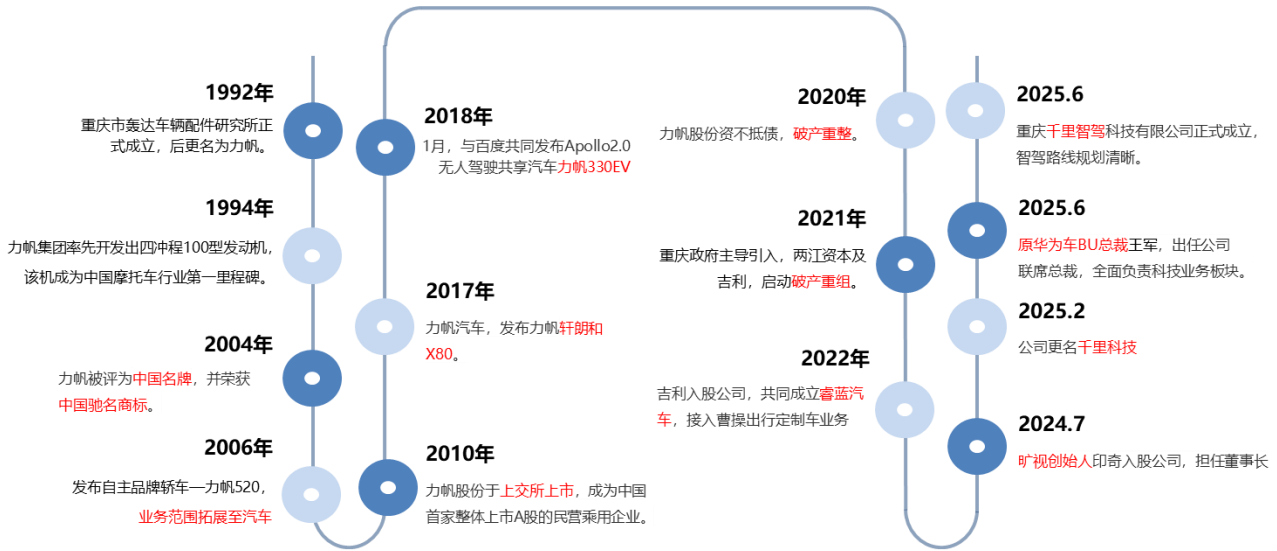 1992年
重庆市轰达车辆配件研究所正
式成立，后更名为力帆。
1994年
力帆集团率先开发出四冲程100型发动机，
该机成为中国摩托车行业第一里程碑。
2004年
力帆被评为中国名牌，并荣获
中国驰名商标。
2006年
发布自主品牌轿车—力帆520，
业务范围拓展至汽车
2018年
1月，与百度共同发布Apollo2.0
无人驾驶共享汽车力帆330EV
2017年
力帆汽车，发布力帆轩朗和
X80。
2010年
力帆股份于上交所上市，成为中国
首家整体上市A股的民营乘用企业。
2020年
力帆股份资不抵债，破产重整。
2021年
重庆政府主导引入，两江资本及
吉利，启动破产重组。
2022年
吉利入股公司，共同成立睿蓝汽
车，接入曹操出行定制车业务
2025.6
重庆千里智驾科技有限公司正式成立，
智驾路线规划清晰。
2025.6
原华为车BU总裁王军，出任公司
联席总裁，全面负责科技业务板块。
2025.2
公司更名千里科技
2024.7
旷视创始人印奇入股公司，担任董事长